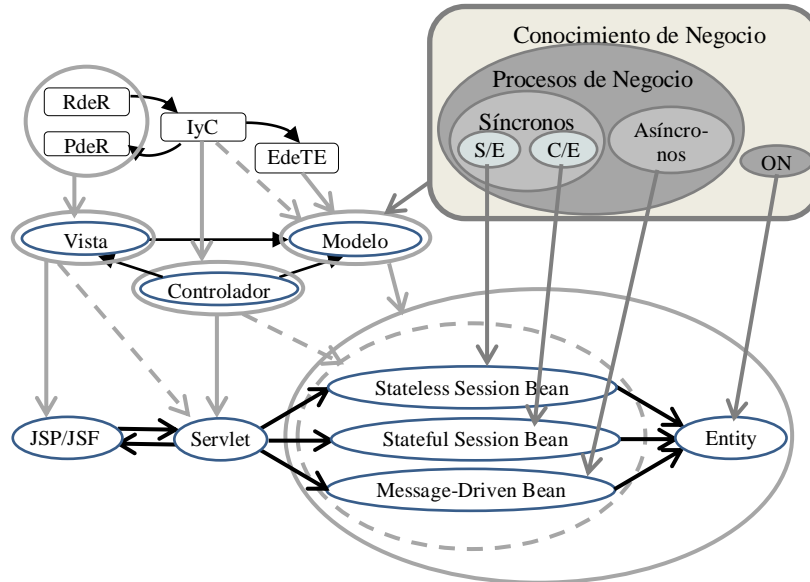 Conocimiento de Negocio
Procesos de Negocio
RdeR
IyC
PdeR
EdeTE
Síncronos
S/E
C/E
Asíncro-
nos
ON
Vista
Modelo
Controlador
Stateless Session Bean
JSP/JSF
Servlet
Stateful Session Bean
Entity
Message-Driven Bean